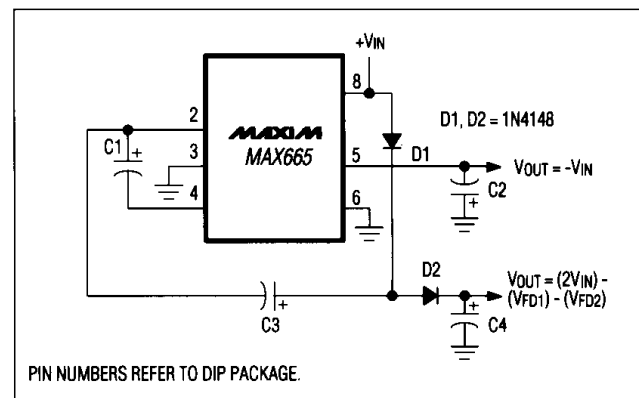 +VIN
8
D1, D2 = 1N4148
2
C1
+
MAXIM
MAX665
D1
3
5
VOUT = -VIN
C2
+
4
6
D2
VOUT = (2VIN) -
(VFD1) - (VFD2)
+
C3
+
C4
PIN NUMBERS REFER TO DIP PACKAGE.